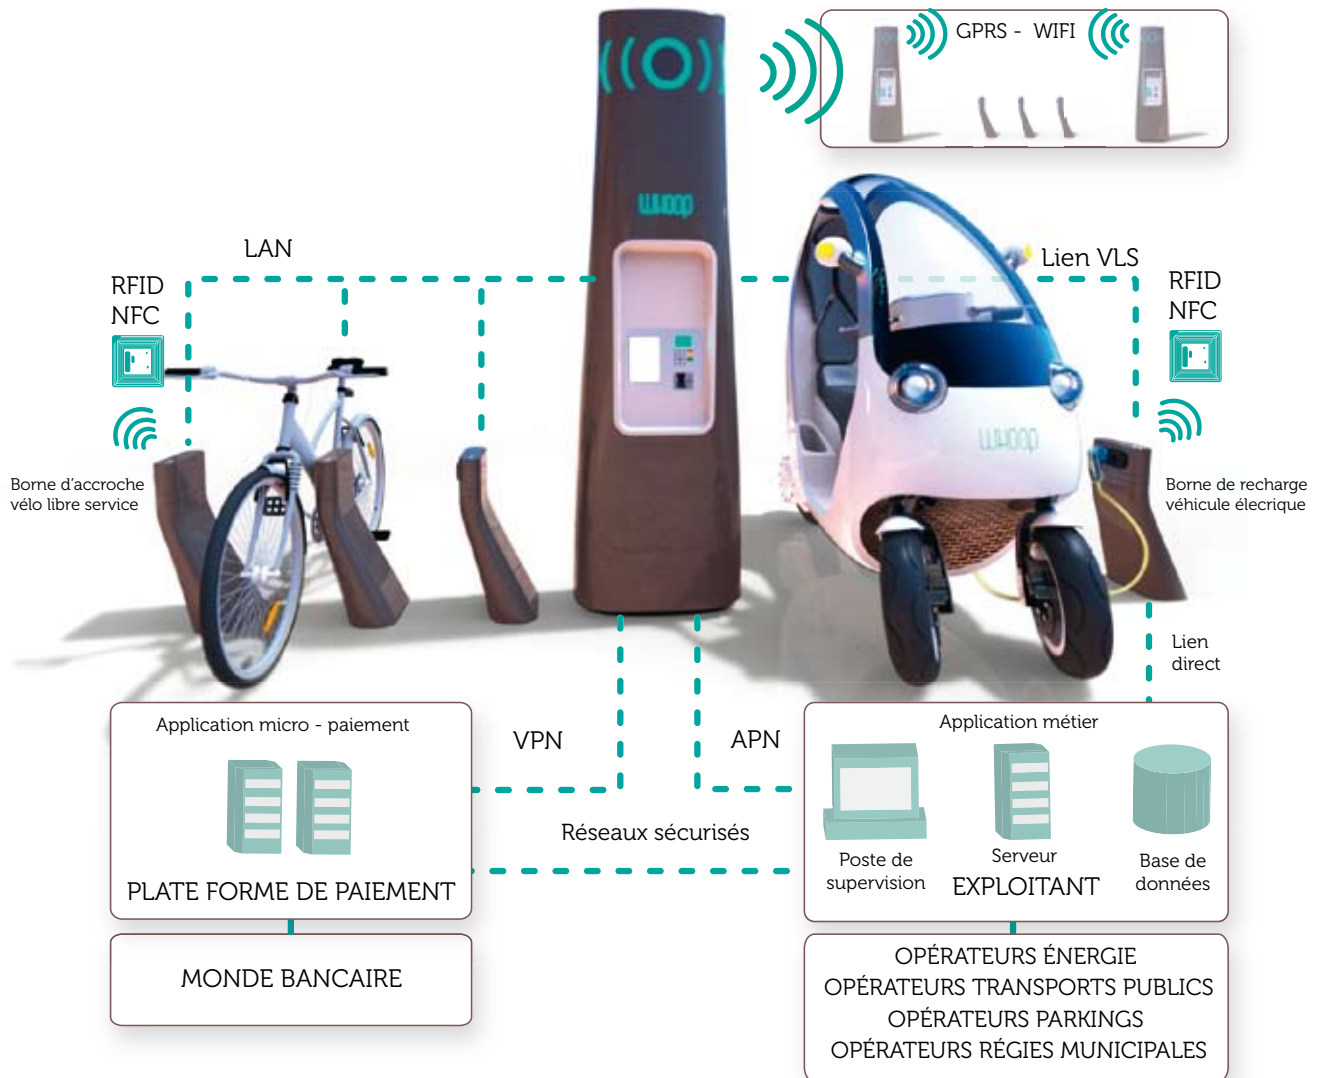 GPRS - WIFI
whoop
LAN
Lien VLS
RFID
NFC
RFID
NFC
whoop
Borne d'accroche
vélo libre service
Borne de recharge
véhicule élecrique
Lien
direct
Application micro - paiement
VPN
APN
Application métier
Réseaux sécurisés
Poste de
supervision
Serveur
EXPLOITANT
Base de
données
PLATE FORME DE PAIEMENT
MONDE BANCAIRE
OPÉRATEURS ÉNERGIE
OPÉRATEURS TRANSPORTS PUBLICS
OPÉRATEURS PARKINGS
OPÉRATEURS RÉGIES MUNICIPALES